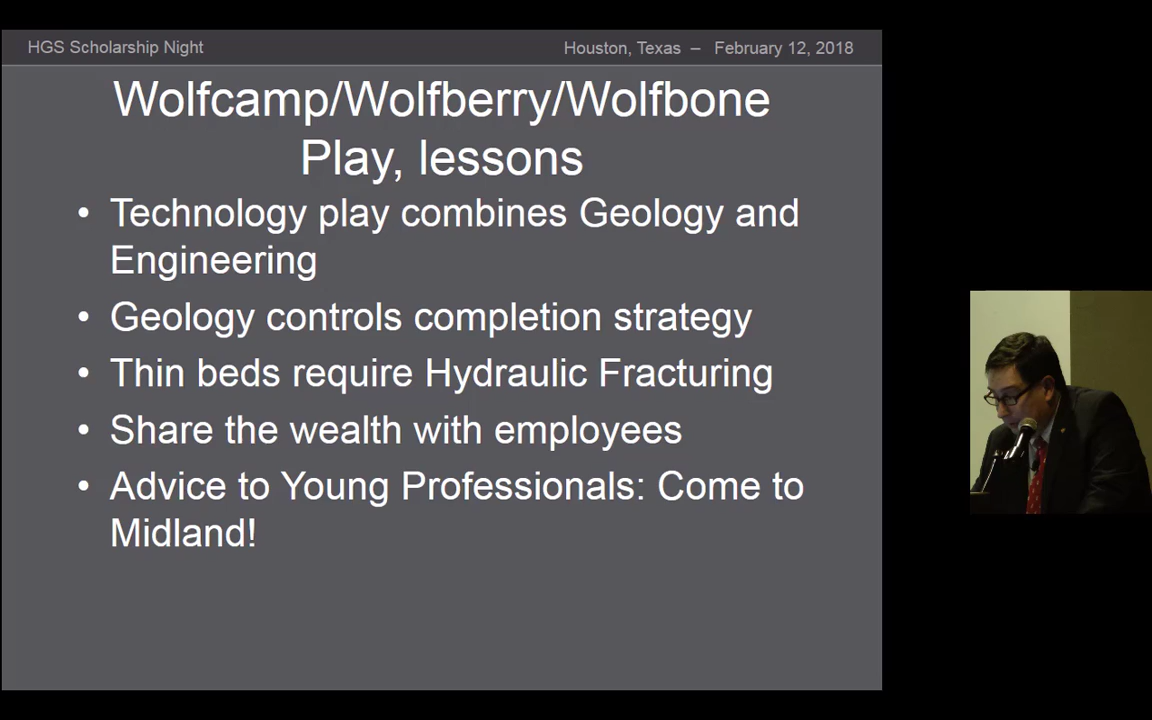 HGS Scholarship Night
Houston, Texas – February 12, 2018
Wolfcamp/Wolfberry/Wolfbone
Play, lessons
• Technology play combines Geology and
Engineering
• Geology controls completion strategy
• Thin beds require Hydraulic Fracturing
• Share the wealth with employees
• Advice to Young Professionals: Come to
Midland!